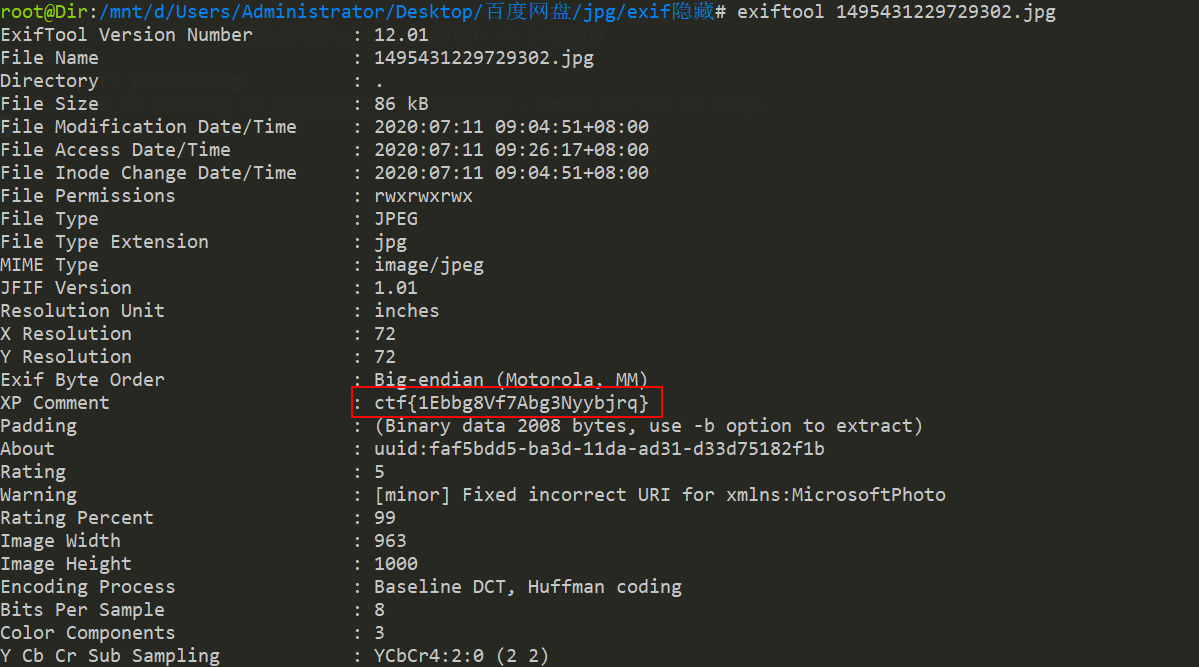 root@Dir:/mnt/d/Users/Administrator/Desktop/百度网盘/jpg/exif隐藏# exiftool 1495431229729302.jpg
ExifTool Version Number : 12.01
File Name : 1495431229729302.jpg
Directory : .
File Size : 86 kB
File Modification Date/Time : 2020:07:11 09:04:51+08:00
File Access Date/Time : 2020:07:11 09:26:17+08:00
File Inode Change Date/Time : 2020:07:11 09:04:51+08:00
File Permissions : rwxrwxrwx
File Type : JPEG
File Type Extension : jpg
MIME Type : image/jpeg
JFIF Version : 1.01
Resolution Unit : inches
X Resolution : 72
Y Resolution : 72
Exif Byte Order : Big-endian (Motorola, MM)
XP Comment : ctf{1Ebbg8Vf7Abg3Nyybjrq}
Padding : (Binary data 2008 bytes, use -b option to extract)
About : uuid:faf5bdd5-ba3d-11da-ad31-d33d75182f1b
Rating : 5
Warning : [minor] Fixed incorrect URI for xmlns:MicrosoftPhoto
Rating Percent : 99
Image Width : 963
Image Height : 1000
Encoding Process : Baseline DCT, Huffman coding
Bits Per Sample : 8
Color Components : 3
Y Cb Cr Sub Sampling : YCbCr4:2:0 (2 2)